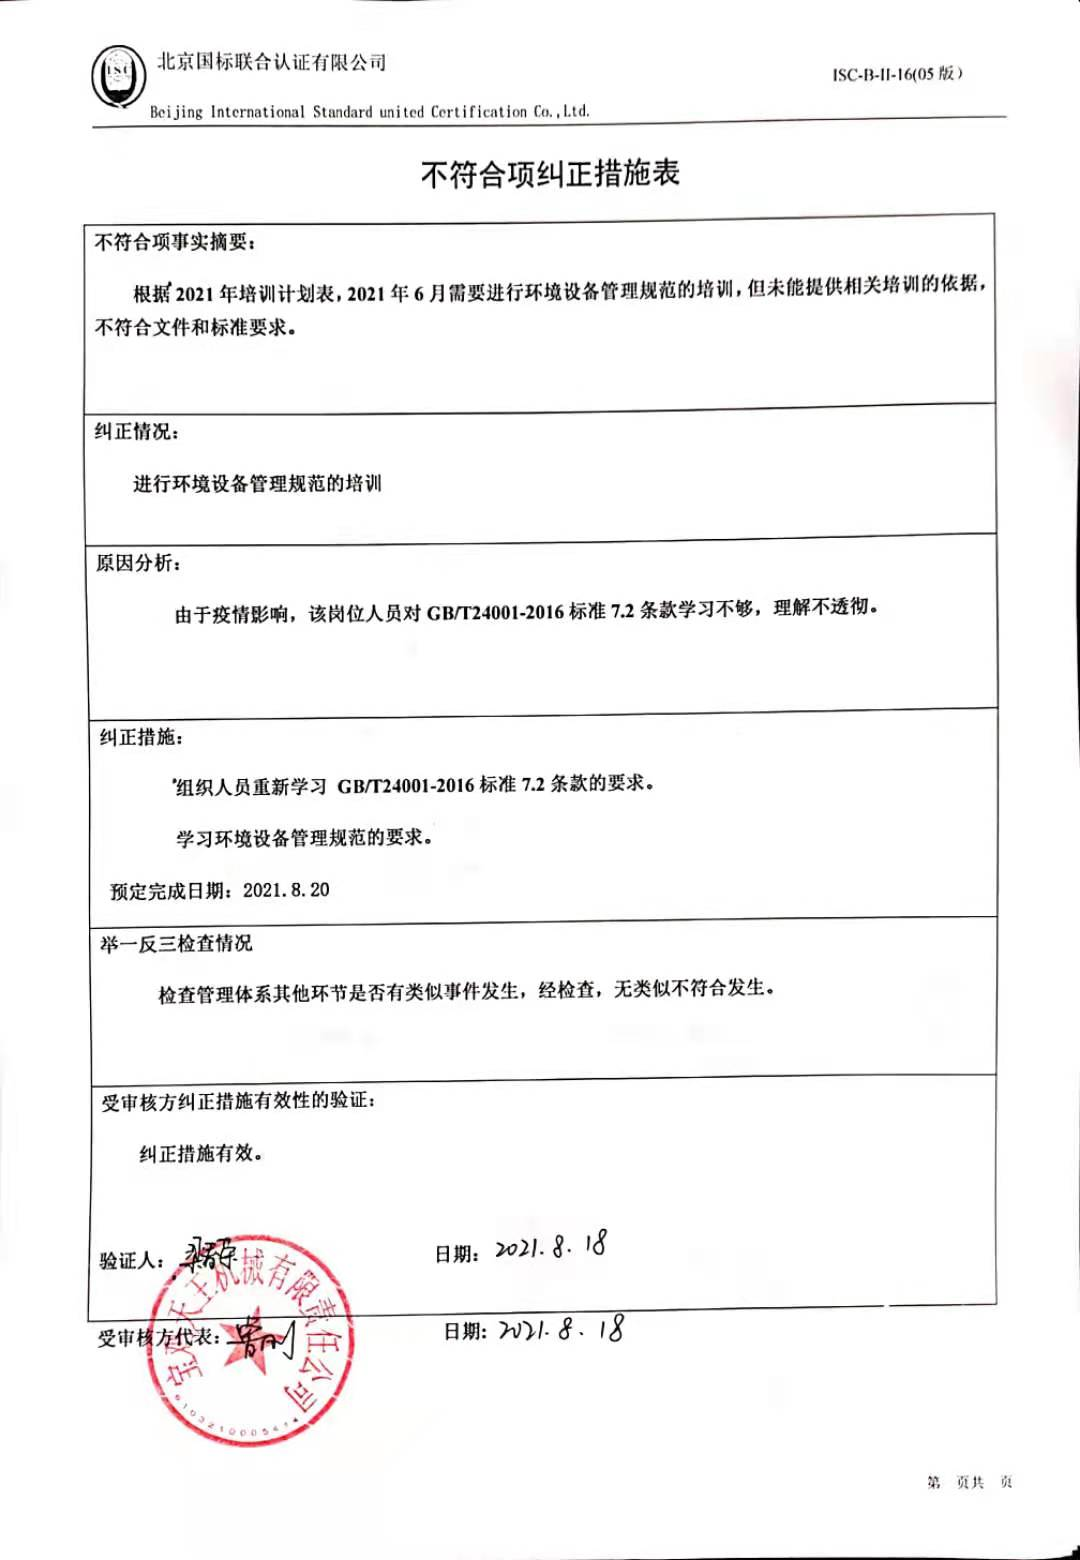 ISC
北京国标联合认证有限公司
ISC-B-II-16(05版)
Beijing International Standard united Certification Co.,Ltd.
不符合项纠正措施表
不符合项事实摘要：
根据2021年培训计划表，2021年6月需要进行环境设备管理规范的培训，但未能提供相关培训的依据，
不符合文件和标准要求。
纠正情况：
进行环境设备管理规范的培训
原因分析：
由于疫情影响，该岗位人员对GB/T24001-2016标准7.2条款学习不够，理解不透彻。
纠正措施：
组织人员重新学习 GB/T24001-2016标准7.2条款的要求。
学习环境设备管理规范的要求。
预定完成日期：2021.8.20
举一反三检查情况
检查管理体系其他环节是否有类似事件发生，经检查，无类似不符合发生。
受审核方纠正措施有效性的验证：
纠正措施有效。
验证人： 日期：2021.8.18
受审核方代表： 日期：2021.8.18
天王机械有限责任公司
第 页共 页